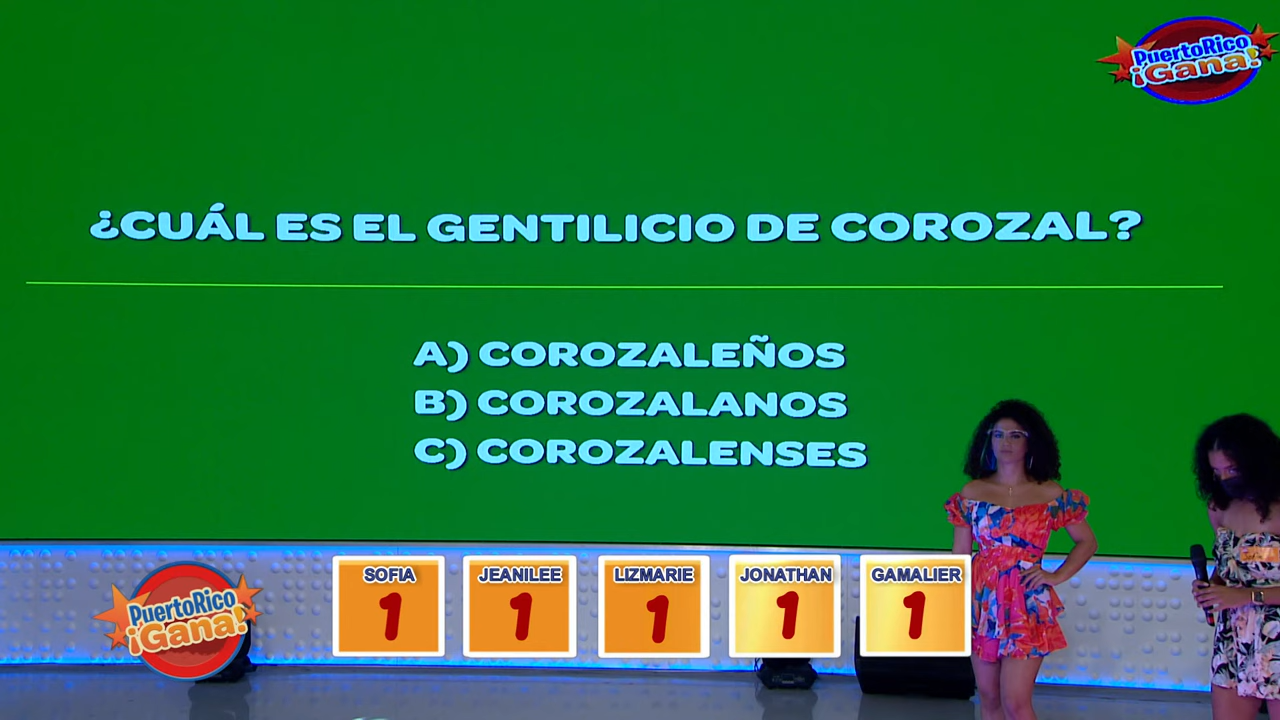 PuertoRico
¡Gana!
¿CUÁL ES EL GENTILICIO DE COROZAL?
A) COROZALEÑOS
B) COROZALANOS
C) COROZALENSES
PuertoRico
¡Gana!
SOFIA
JEANILEE
LIZMARIE
JONATHAN
GAMALIER
1
1
1
1
1